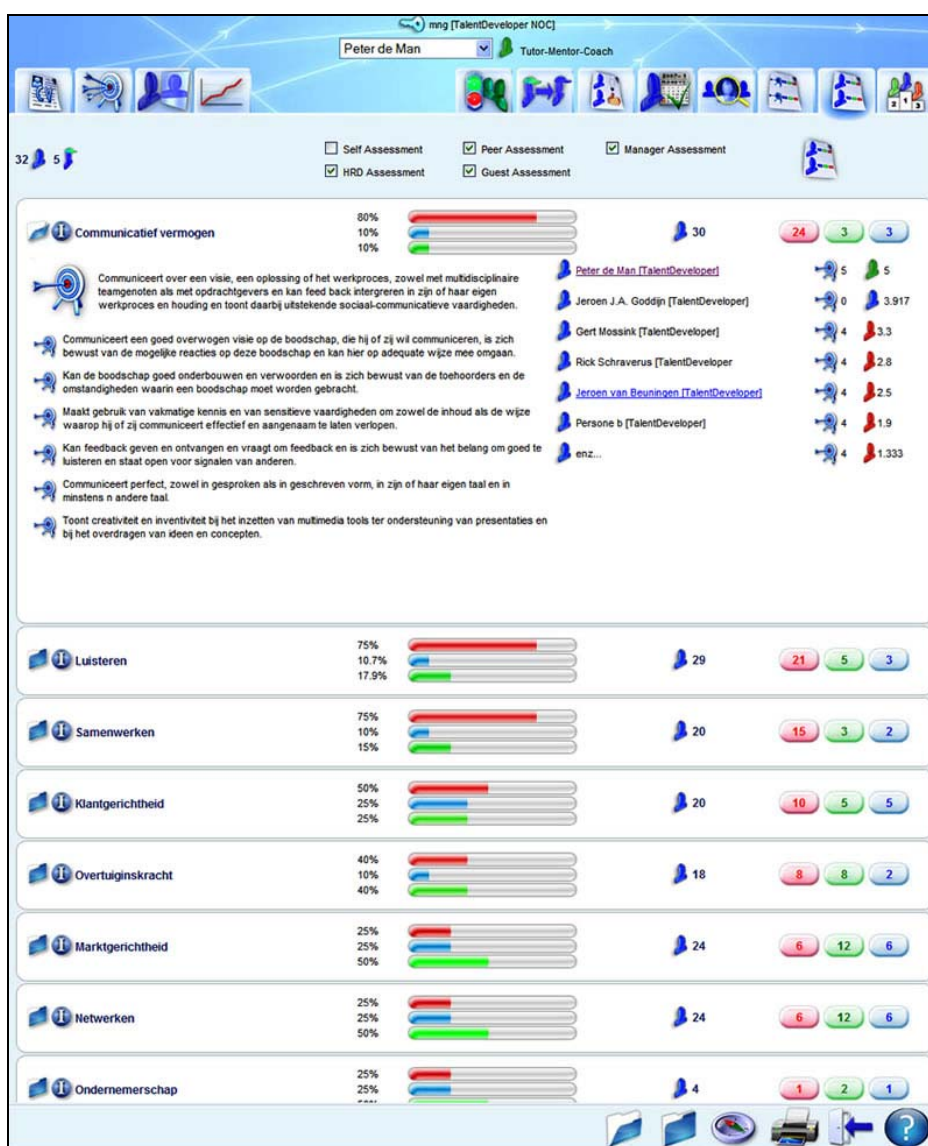 mng [TalentDeveloper NOC]
Peter de Man
Tutor-Mentor-Coach
2 1 3
32 5
Self Assessment Peer Assessment Manager Assessment
HRD Assessment Guest Assessment
Communicatief vermogen
80%
10%
10%
30
24 3 3
Communiceert over een visie, een oplossing of het werkproces, zowel met multidisciplinaire
teamgenoten als met opdrachtgevers en kan feed back intergreren in zijn of haar eigen
werkproces en houding en toont daarbij uitstekende sociaal-communicatieve vaardigheden.
Communiceert een goed overwogen visie op de boodschap, die hij of zij wil communiceren, is zich
bewust van de mogelijke reacties op deze boodschap en kan hier op adequate wijze mee omgaan.
Kan de boodschap goed onderbouwen en verwoorden en is zich bewust van de toehoorders en de
omstandigheden waarin een boodschap moet worden gebracht.
Maakt gebruik van vakmatige kennis en van sensitieve vaardigheden om zowel de inhoud als de wijze
waarop hij of zij communiceert effectief en aangenaam te laten verlopen.
Kan feedback geven en ontvangen en vraagt om feedback en is zich bewust van het belang om goed te
luisteren en staat open voor signalen van anderen.
Communiceert perfect, zowel in gesproken als in geschreven vorm, in zijn of haar eigen taal en in
minstens n andere taal.
Toont creativiteit en inventiviteit bij het inzetten van multimedia tools ter ondersteuning van presentaties en
bij het overdragen van ideen en concepten.
Peter de Man [TalentDeveloper] 5 5
Jeroen J.A. Goddijn [TalentDeveloper] 0 3.917
Gert Mossink [TalentDeveloper] 4 3.3
Rick Schraverus [TalentDeveloper 4 2.8
Jeroen van Beuningen [TalentDeveloper] 4 2.5
Persone b [TalentDeveloper] 4 1.9
enz... 4 1.333
Luisteren
75%
10.7%
17.9%
29
21 5 3
Samenwerken
75%
10%
15%
20
15 3 2
Klantgerichtheid
50%
25%
25%
20
10 5 5
Overtuiginskracht
40%
10%
40%
18
8 8 2
Marktgerichtheid
25%
25%
50%
24
6 12 6
Netwerken
25%
25%
50%
24
6 12 6
Ondernemerschap
25%
25%
50%
4
1 2 1
?